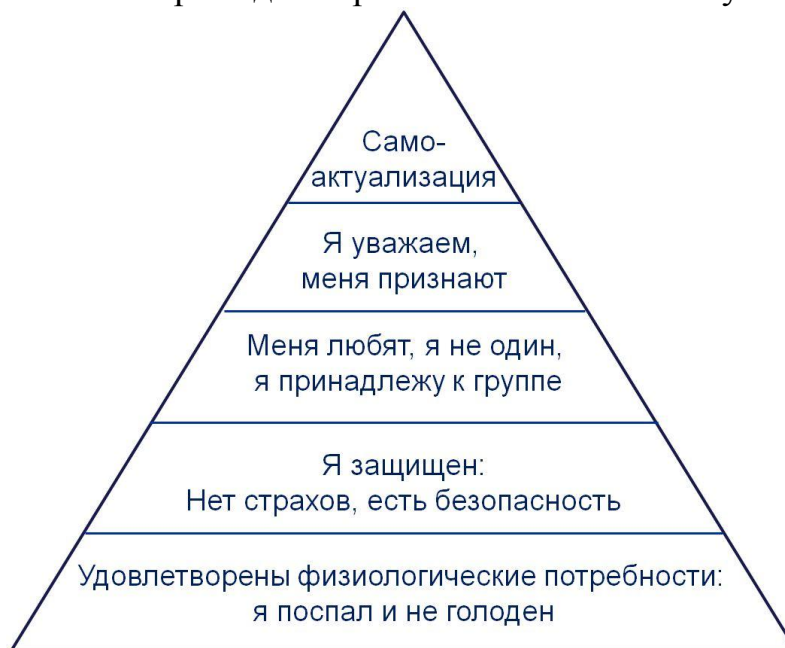 Само-
актуализация
Я уважаем,
меня признают
Меня любят, я не один,
я принадлежу к группе
Я защищен:
Нет страхов, есть безопасность
Удовлетворены физиологические потребности:
я поспал и не голоден